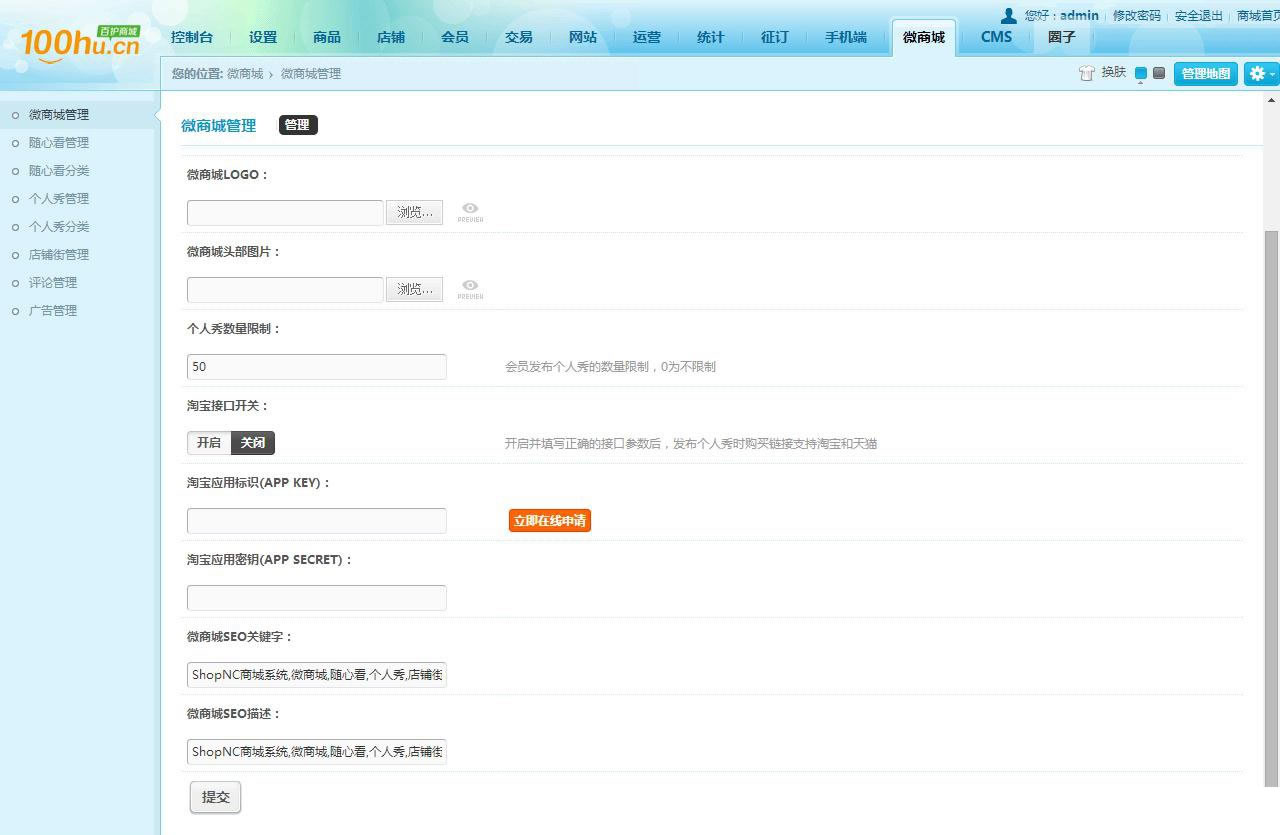 百护商城
100hu.cn
您好：admin 修改密码 安全退出 商城首页
控制台 设置 商品 店铺 会员 交易 网站 运营 统计 征订 手机端 微商城 CMS 圈子
您的位置: 微商城 › 微商城管理
换肤 管理地图
微商城管理
随心看管理
随心看分类
个人秀管理
个人秀分类
店铺街管理
评论管理
广告管理
微商城管理 管理
微商城LOGO：
浏览... PREVIEW
微商城头部图片：
浏览... PREVIEW
个人秀数量限制：
50 会员发布个人秀的数量限制，0为不限制
淘宝接口开关：
开启 关闭 开启并填写正确的接口参数后，发布个人秀时购买链接支持淘宝和天猫
淘宝应用标识(APP KEY)：
立即在线申请
淘宝应用密钥(APP SECRET)：
微商城SEO关键字：
ShopNC商城系统,微商城,随心看,个人秀,店铺街
微商城SEO描述：
ShopNC商城系统,微商城,随心看,个人秀,店铺街
提交